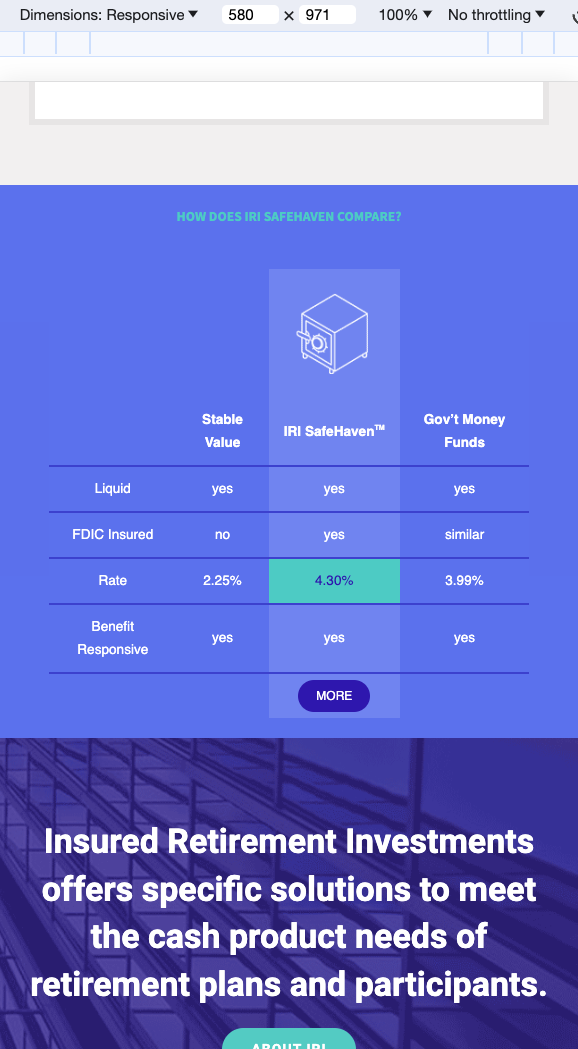 Dimensions: Responsive ▼ 580 × 971 100% ▼ No throttling ▼
HOW DOES IRI SAFEHAVEN COMPARE?
Stable Value IRI SafeHaven™ Gov't Money Funds
Liquid yes yes yes
FDIC Insured no yes similar
Rate 2.25% 4.30% 3.99%
Benefit Responsive yes yes yes
MORE
Insured Retirement Investments
offers specific solutions to meet
the cash product needs of
retirement plans and participants.
ABOUT IRI